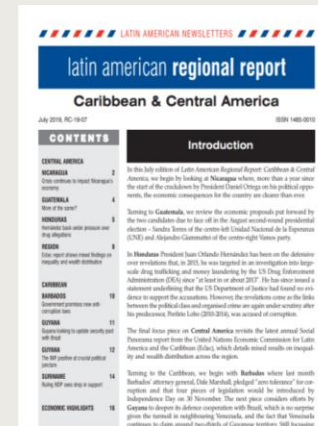 LATIN AMERICAN NEWSLETTERS
latin american regional report
Caribbean & Central America
July 2019, RC-19-07
ISSN 1465-0010
CONTENTS
CENTRAL AMERICA
NICARAGUA 2
Crisis continues to impact Nicaragua's
economy
GUATEMALA 4
More of the same?
HONDURAS 5
Hernández back under pressure over
drug allegations
REGION 8
Eclac report shows mixed findings on
inequality and wealth distribution
CARIBBEAN
BARBADOS 10
Government promises new anti-
corruption laws
GUYANA 11
Guyana looking to update security pact
with Brazil
GUYANA 12
The IMF positive at crucial political
juncture
SURINAME 14
Ruling NDP sees drop in support
ECONOMIC HIGHLIGHTS 16
Introduction
In this July edition of Latin American Regional Report: Caribbean & Central
America, we begin by looking at Nicaragua where, more than a year since
the start of the crackdown by President Daniel Ortega on his political oppo-
nents, the economic consequences for the country are clearer than ever.
Turning to Guatemala, we review the economic proposals put forward by
the two candidates due to face off in the August second-round presidential
election – Sandra Torres of the centre-left Unidad Nacional de la Esperanza
(UNE) and Alejandro Giammattei of the centre-right Vamos party.
In Honduras President Juan Orlando Hernández has been on the defensive
over revelations that, in 2013, he was targeted in an investigation into large-
scale drug trafficking and money laundering by the US Drug Enforcement
Administration (DEA) since "at least in or about 2013". He has since issued a
statement underlining that the US Department of Justice had found no evi-
dence to support the accusations. However, the revelations come as the links
between the political class and organised crime are again under scrutiny after
his predecessor, Porfirio Lobo (2010-2014), was accused of corruption.
The final focus piece on Central America revisits the latest annual Social
Panorama report from the United Nations Economic Commission for Latin
America and the Caribbean (Eclac), which details mixed results on inequal-
ity and wealth distribution across the region.
Turning to the Caribbean, we begin with Barbados where last month
Barbados' attorney general, Dale Marshall, pledged "zero tolerance" for cor-
ruption and that four pieces of legislation would be introduced by
Independence Day on 30 November. The next piece considers efforts by
Guyana to deepen its defence cooperation with Brazil, which is no surprise
given the turmoil in neighbouring Venezuela, and the fact that Venezuela
continues to claim around two-thirds of Guyanese territory. Still focusing